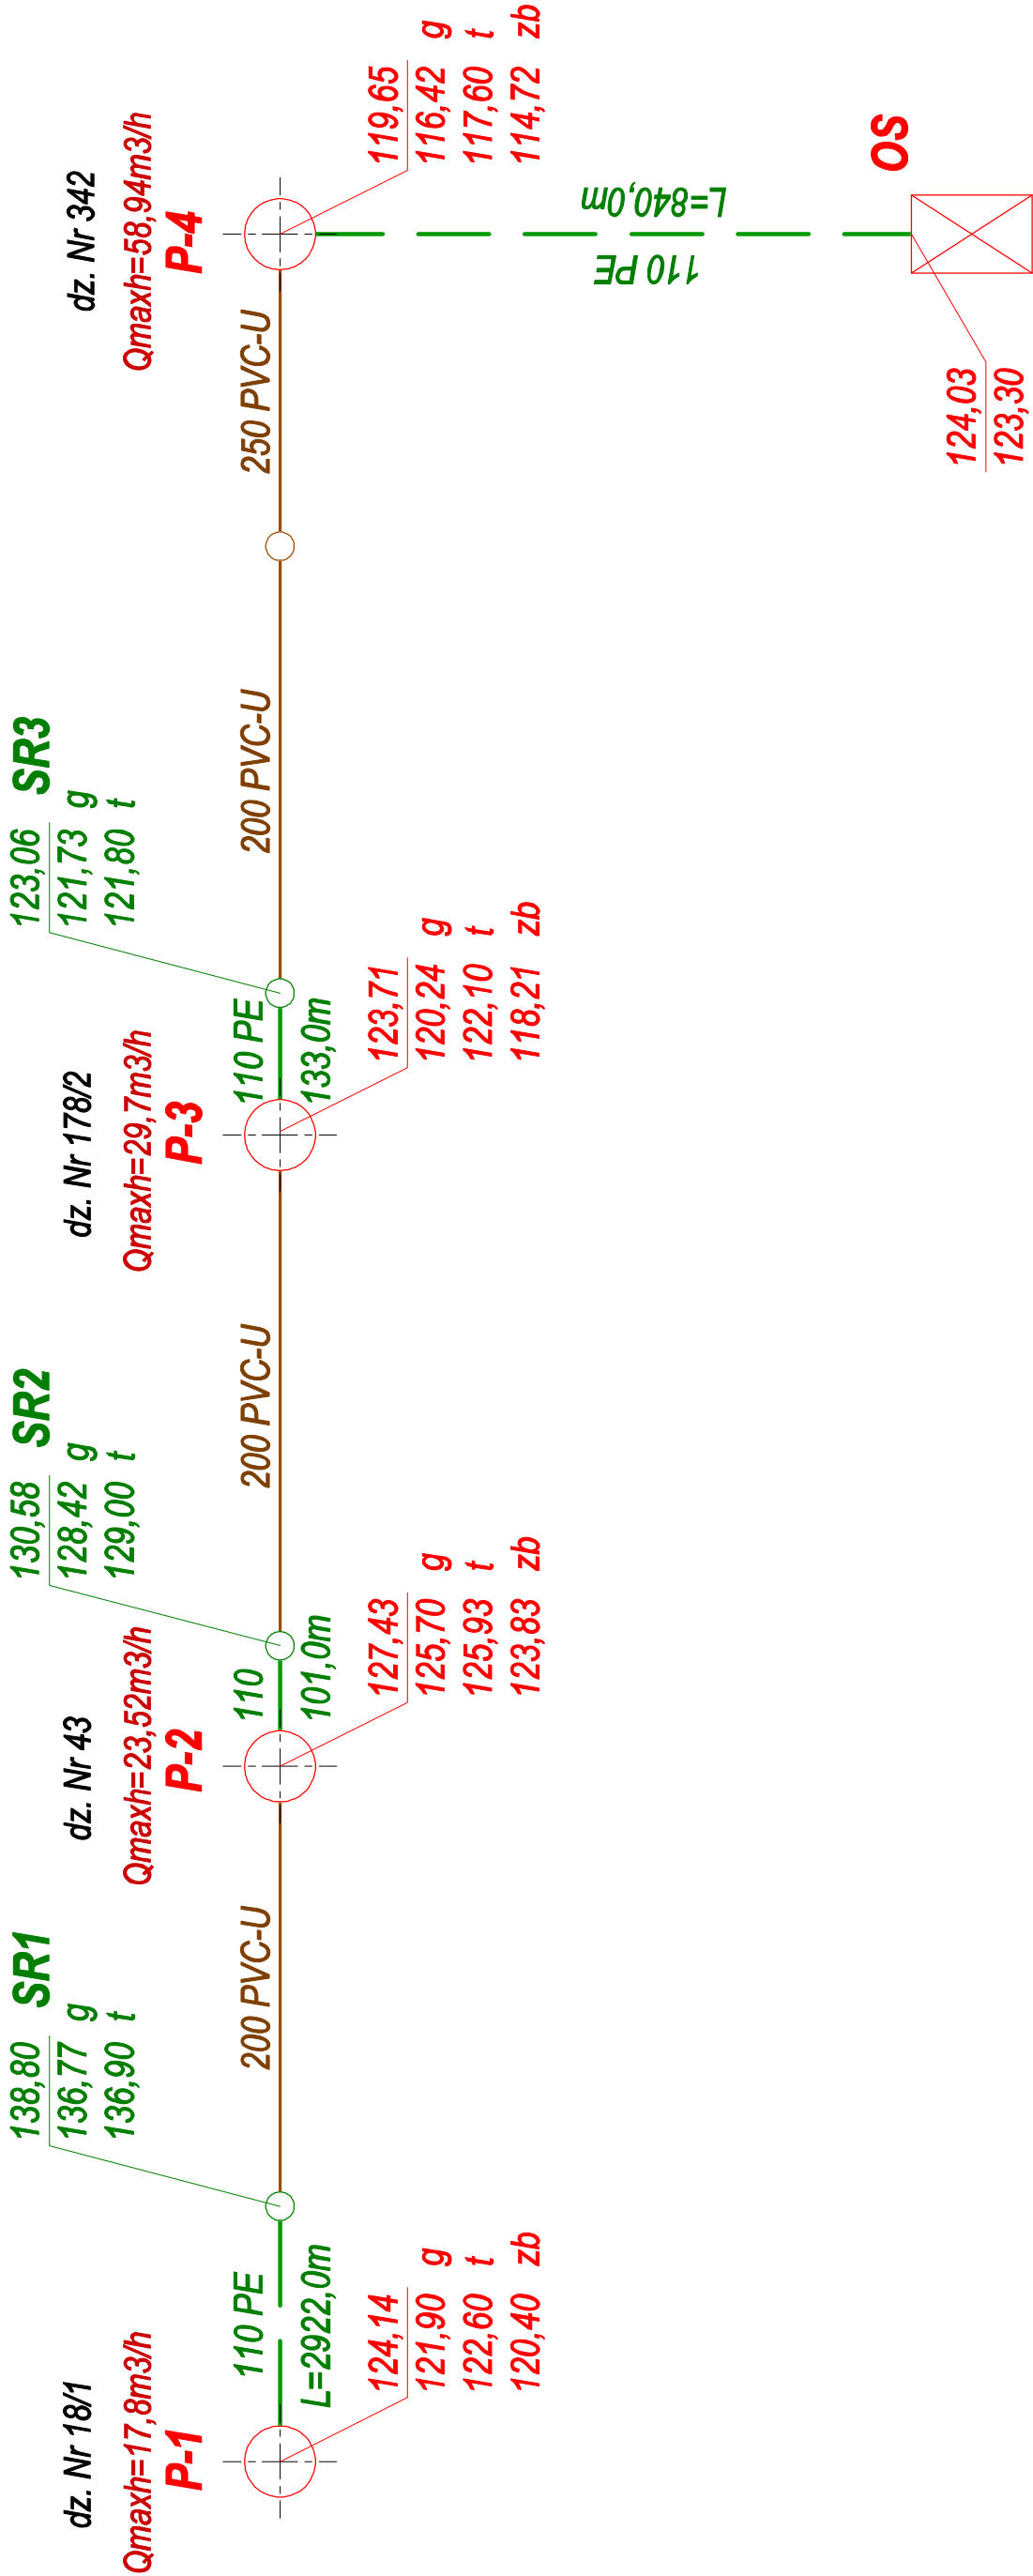 dz. Nr 18/1
Qmaxh=17,8m3/h
P-1
110 PE
L=2922,0m
124,14
121,90 g
122,60 t
120,40 zb
138,80 SR1
136,77 g
136,90 t
200 PVC-U
dz. Nr 43
Qmaxh=23,52m3/h
P-2
110
101,0m
127,43
125,70 g
125,93 t
123,83 zb
130,58 SR2
128,42 g
129,00 t
200 PVC-U
dz. Nr 178/2
Qmaxh=29,7m3/h
P-3
110 PE
133,0m
123,71
120,24 g
122,10 t
118,21 zb
123,06 SR3
121,73 g
121,80 t
200 PVC-U
250 PVC-U
dz. Nr 342
Qmaxh=58,94m3/h
P-4
119,65
116,42 g
117,60 t
114,72 zb
L=840,0m
110 PE
OS
124,03
123,30